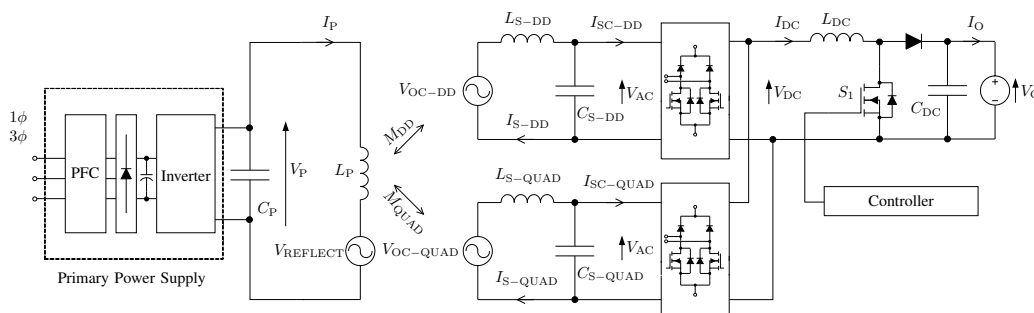 1ϕ
3ϕ
PFC
Inverter
Primary Power Supply
C_P
V_P
I_P
L_P
V_REFLECT
M_DD
M_QUAD
V_OC−DD
L_S−DD
I_SC−DD
I_S−DD
C_S−DD
V_AC
V_OC−QUAD
L_S−QUAD
I_SC−QUAD
I_S−QUAD
C_S−QUAD
V_AC
I_DC
L_DC
V_DC
S_1
C_DC
I_O
Controller